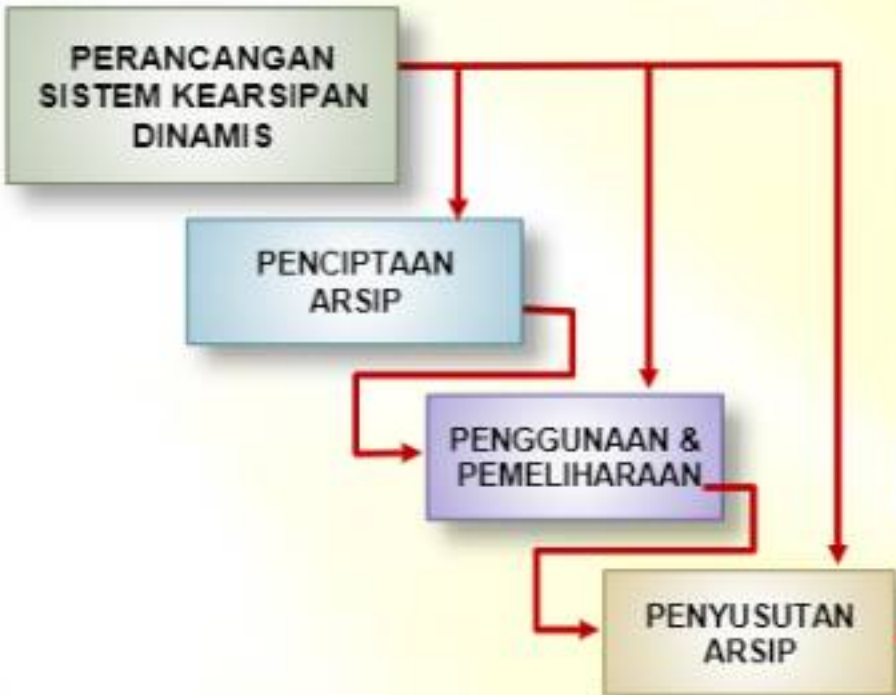 PERANCANGAN
SISTEM KEARSIPAN
DINAMIS
PENCIPTAAN
ARSIP
PENGGUNAAN &
PEMELIHARAAN
PENYUSUTAN
ARSIP